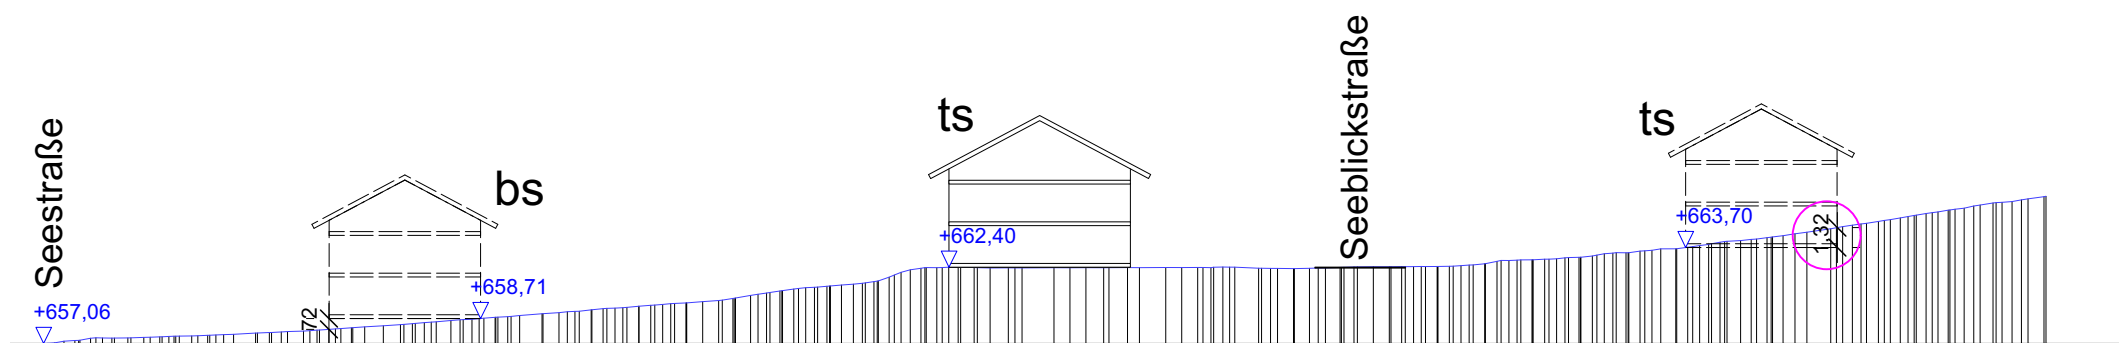 Seestraße
+657,06
72
bs
+658,71
ts
+662,40
Seeblickstraße
ts
+663,70
1,32